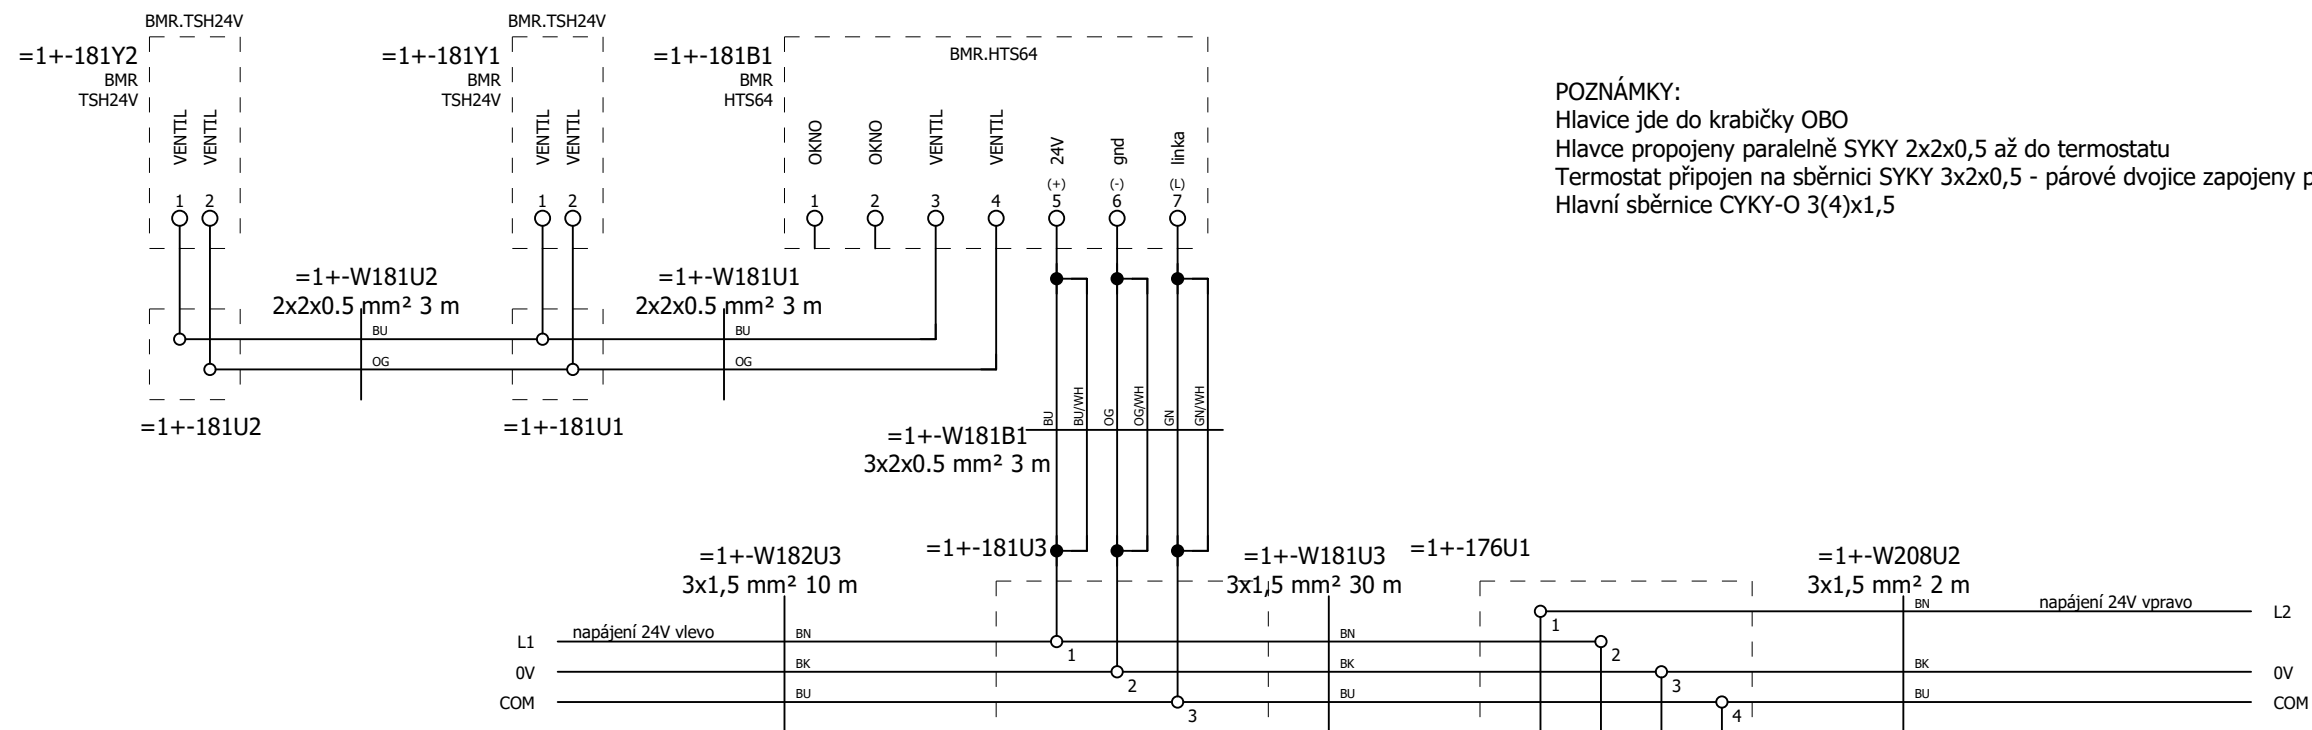 BMR.TSH24V
=1+-181Y2
BMR
TSH24V
VENTIL
VENTIL
1
2
BMR.TSH24V
=1+-181Y1
BMR
TSH24V
VENTIL
VENTIL
1
2
=1+-181B1
BMR
HTS64
BMR.HTS64
OKNO
OKNO
VENTIL
VENTIL
24V
gnd
linka
(+)
(-)
(L)
1
2
3
4
5
6
7
POZNÁMKY:
Hlavice jde do krabičky OBO
Hlavce propojeny paralelně SYKY 2x2x0,5 až do termostatu
Termostat připojen na sběrnici SYKY 3x2x0,5 - párové dvojice zapojeny p
Hlavní sběrnice CYKY-O 3(4)x1,5
=1+-W181U2
2x2x0.5 mm² 3 m
BU
OG
=1+-W181U1
2x2x0.5 mm² 3 m
BU
OG
=1+-181U2
=1+-181U1
BU
BU/WH
OG
OG/WH
GN
GN/WH
=1+-W181B1
3x2x0.5 mm² 3 m
=1+-W182U3
3x1,5 mm² 10 m
=1+-181U3
=1+-W181U3
3x1,5 mm² 30 m
=1+-176U1
=1+-W208U2
3x1,5 mm² 2 m
BN
napájení 24V vpravo
L2
1
L1
napájení 24V vlevo
BN
1
BN
2
0V
BK
2
BK
3
BK
0V
COM
BU
3
BU
4
BU
COM